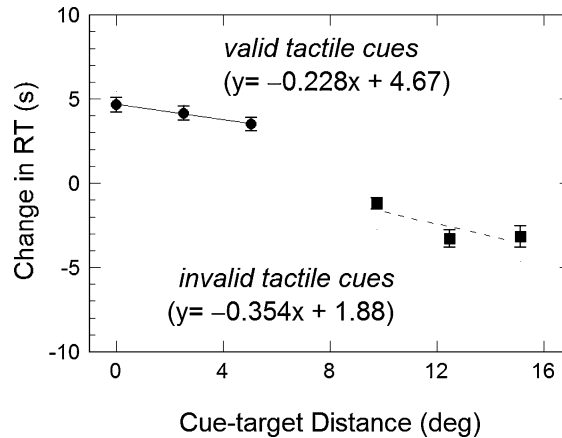 valid tactile cues
(y= −0.228x + 4.67)
10
5
0
-5
-10
Change in RT (s)
invalid tactile cues
(y= −0.354x + 1.88)
0 4 8 12 16
Cue-target Distance (deg)